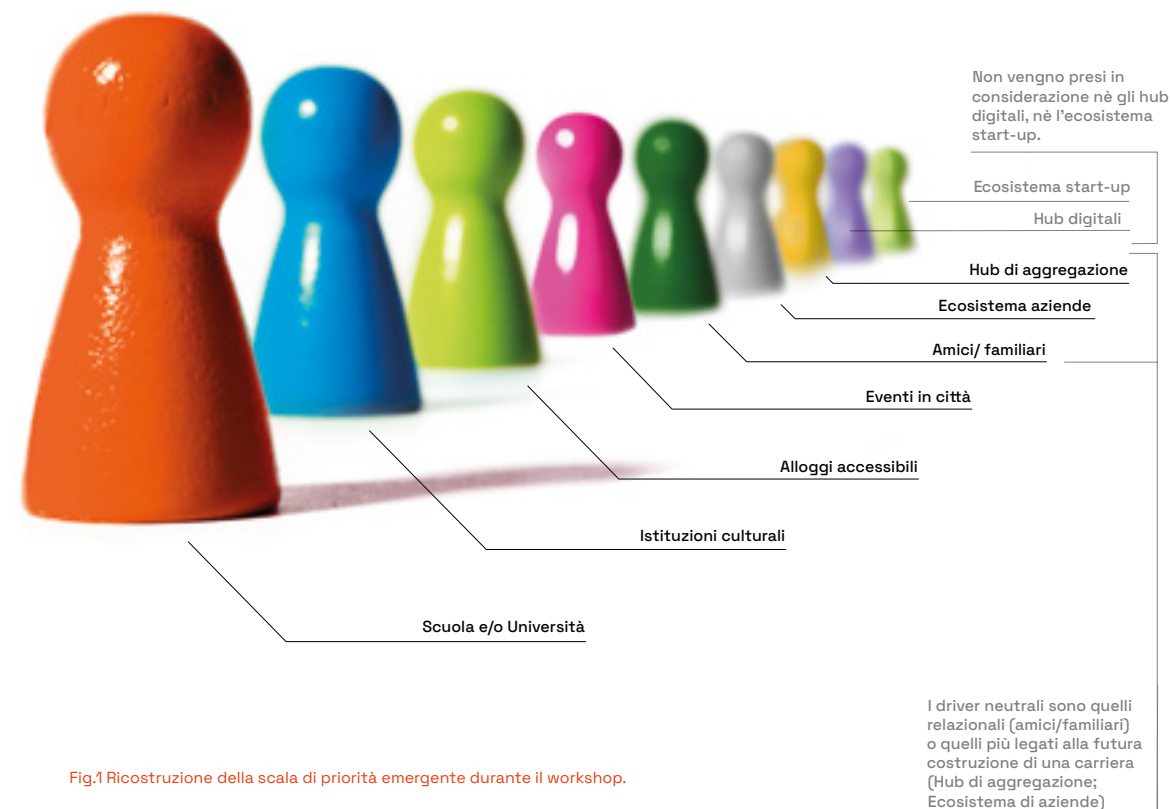 Non vengno presi in
considerazione nè gli hub
digitali, nè l'ecosistema
start-up.
Ecosistema start-up
Hub digitali
Hub di aggregazione
Ecosistema aziende
Amici/ familiari
Eventi in città
Alloggi accessibili
Istituzioni culturali
Scuola e/o Università
I driver neutrali sono quelli
relazionali (amici/familiari)
o quelli più legati alla futura
costruzione di una carriera
(Hub di aggregazione;
Ecosistema di aziende)
Fig.1 Ricostruzione della scala di priorità emergente durante il workshop.